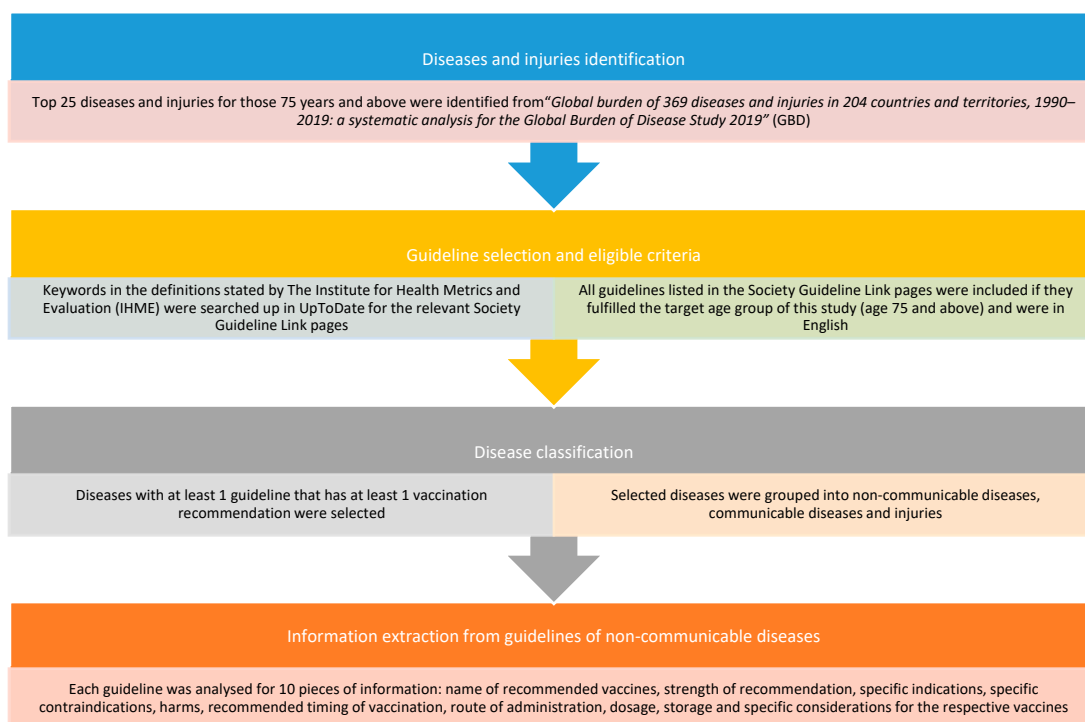 Diseases and injuries identification
Top 25 diseases and injuries for those 75 years and above were identified from“Global burden of 369 diseases and injuries in 204 countries and territories, 1990–
2019: a systematic analysis for the Global Burden of Disease Study 2019” (GBD)
Guideline selection and eligible criteria
Keywords in the definitions stated by The Institute for Health Metrics and
Evaluation (IHME) were searched up in UpToDate for the relevant Society
Guideline Link pages
All guidelines listed in the Society Guideline Link pages were included if they
fulfilled the target age group of this study (age 75 and above) and were in
English
Disease classification
Diseases with at least 1 guideline that has at least 1 vaccination
recommendation were selected
Selected diseases were grouped into non-communicable diseases,
communicable diseases and injuries
Information extraction from guidelines of non-communicable diseases
Each guideline was analysed for 10 pieces of information: name of recommended vaccines, strength of recommendation, specific indications, specific
contraindications, harms, recommended timing of vaccination, route of administration, dosage, storage and specific considerations for the respective vaccines